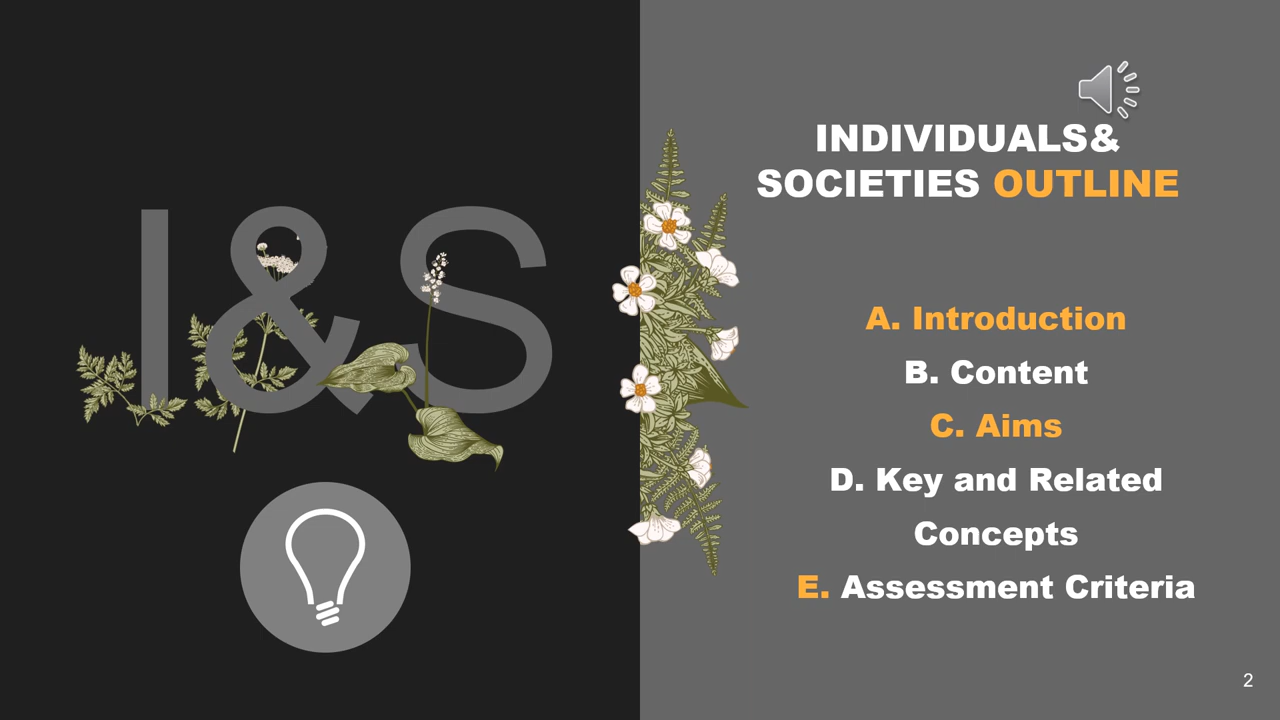 I&S
INDIVIDUALS&
SOCIETIES OUTLINE
A. Introduction
B. Content
C. Aims
D. Key and Related
Concepts
E. Assessment Criteria
2